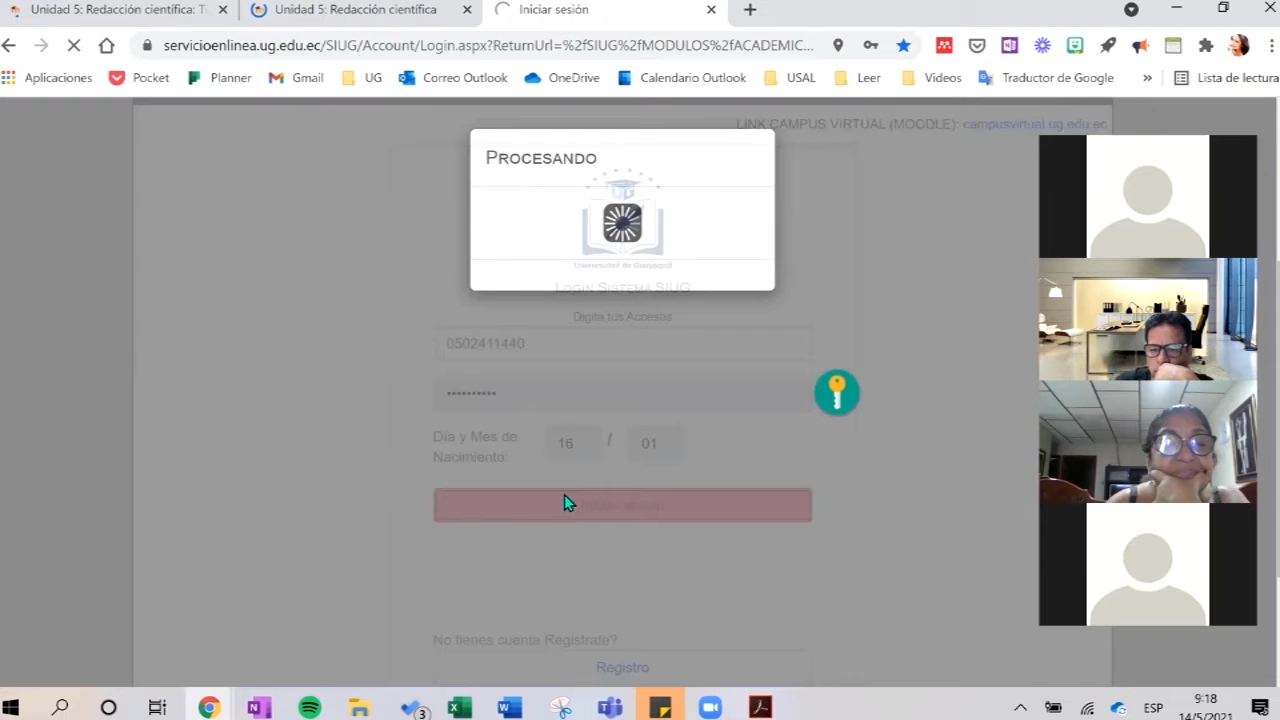 Unidad 5: Redacción científica: Ti
Unidad 5: Redacción científica
Iniciar sesión
servicioenlinea.ug.edu.ec/SIUG/Account/Login.aspx?ReturnUrl=%2fSIUG%2fMODULOS%2fACADEMIC...
Aplicaciones
Pocket
Planner
Gmail
UG
Correo Outlook
OneDrive
Calendario Outlook
USAL
Leer
Videos
Traductor de Google
»
Lista de lectura
LINK CAMPUS VIRTUAL (MOODLE): campusvirtual.ug.edu.ec
PROCESANDO
Universidad de Guayaquil
LOGIN SISTEMA SIUG
Digita tus Accesos
0502411440
••••••••••
Día y Mes de
Nacimiento:
16 / 01
No tienes cuenta Registrate?
Registro
ESP
9:18
14/5/2021